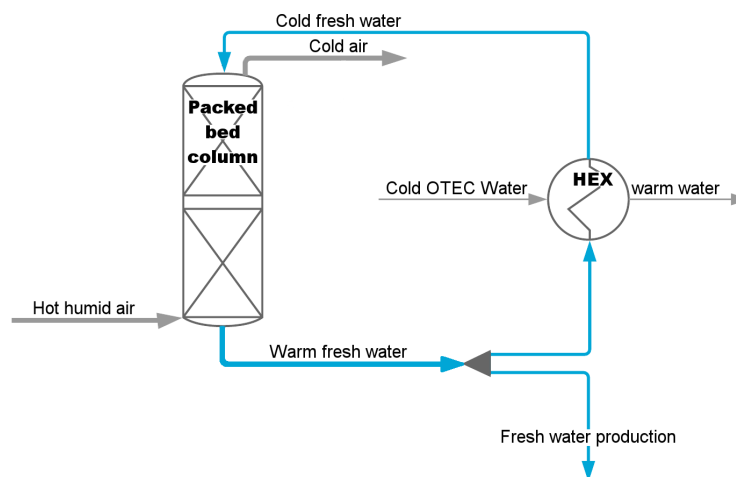 Cold fresh water
Cold air
Packed
bed
column
HEX
Cold OTEC Water
warm water
Hot humid air
Warm fresh water
Fresh water production